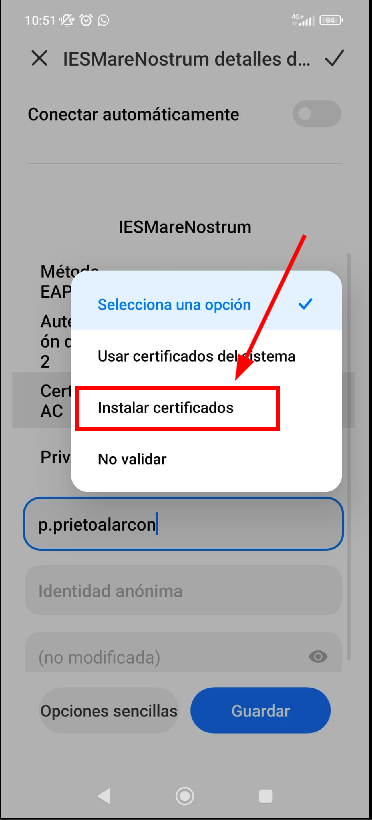 10:51
4G+
94
IESMareNostrum detalles d...
Conectar automáticamente
IESMareNostrum
Método
EAP
Selecciona una opción
Aute
ón d
2
Usar certificados del sistema
Cert
AC
Instalar certificados
Priv
No validar
p.prietoalarcon
Identidad anónima
(no modificada)
Opciones sencillas
Guardar